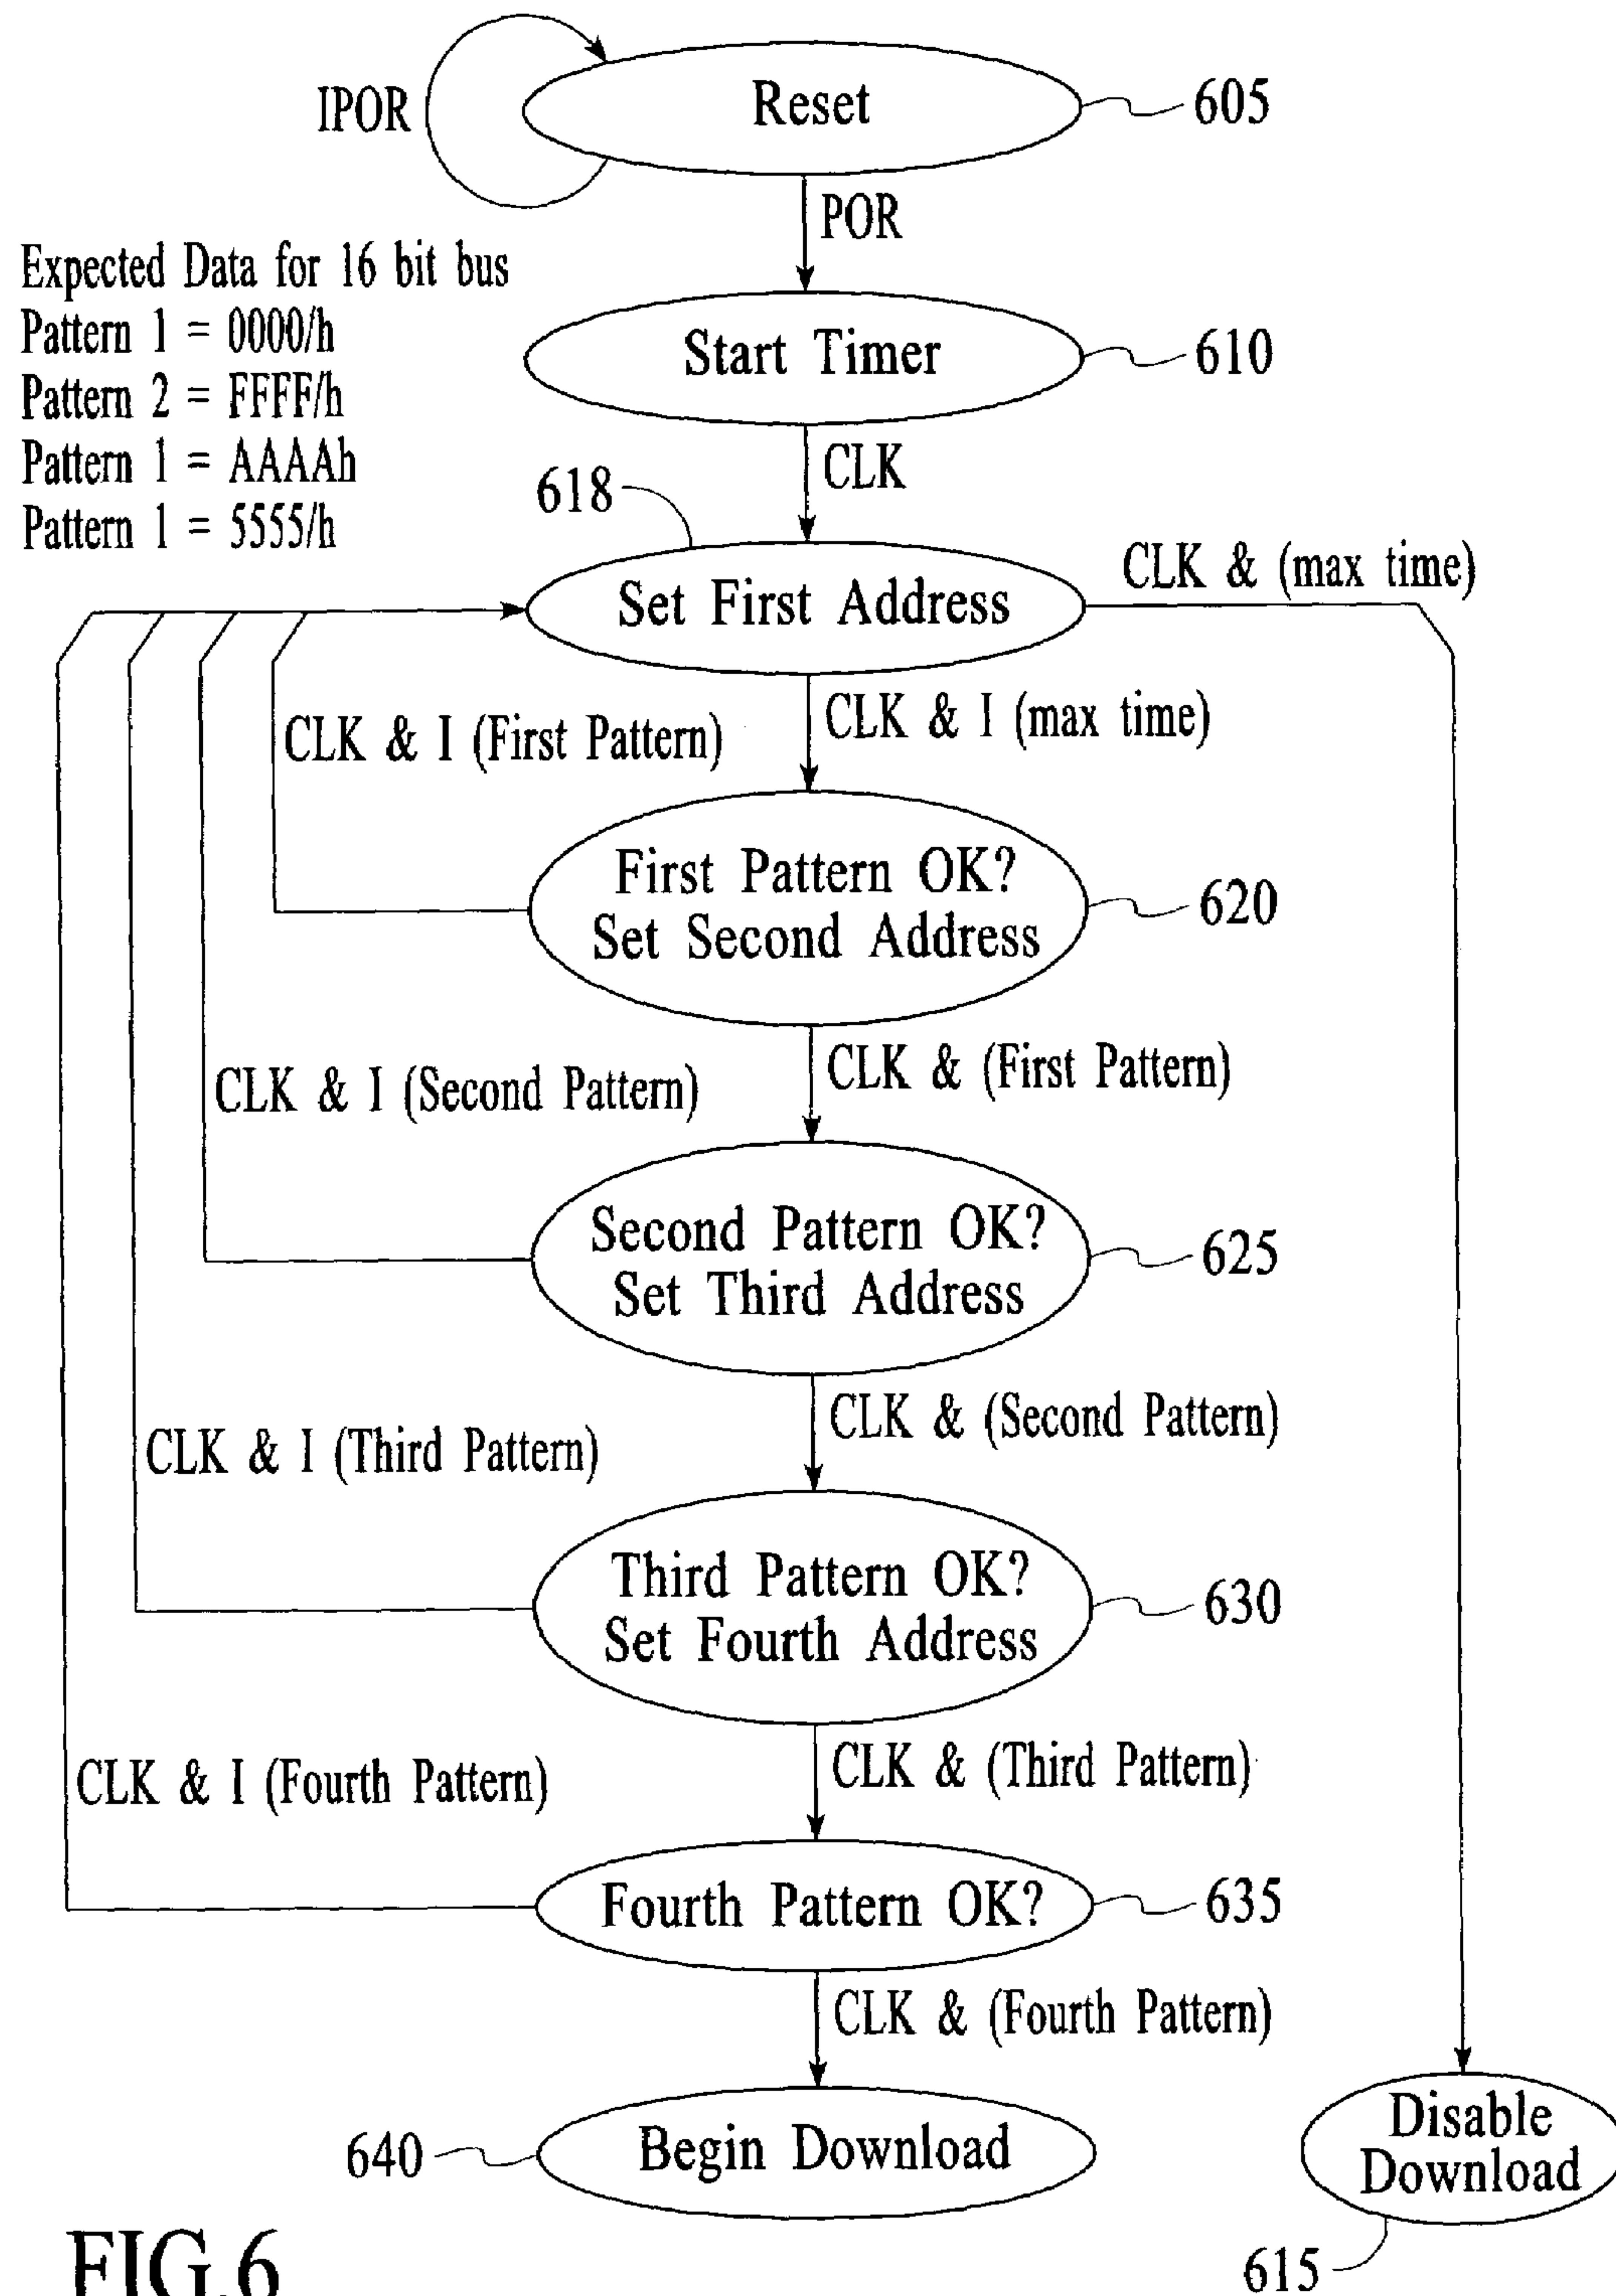 IPOR
Reset
605
POR
Expected Data for 16 bit bus
Pattern 1 = 0000/h
Pattern 2 = FFFF/h
Pattern 1 = AAAAh
Pattern 1 = 5555/h
Start Timer
610
CLK
618
Set First Address
CLK & (max time)
CLK & I (First Pattern)
CLK & I (max time)
First Pattern OK?
Set Second Address
620
CLK & I (Second Pattern)
CLK & (First Pattern)
Second Pattern OK?
Set Third Address
625
CLK & I (Third Pattern)
CLK & (Second Pattern)
Third Pattern OK?
Set Fourth Address
630
CLK & I (Fourth Pattern)
CLK & (Third Pattern)
Fourth Pattern OK?
635
CLK & (Fourth Pattern)
640
Begin Download
Disable
Download
615
FIG.6